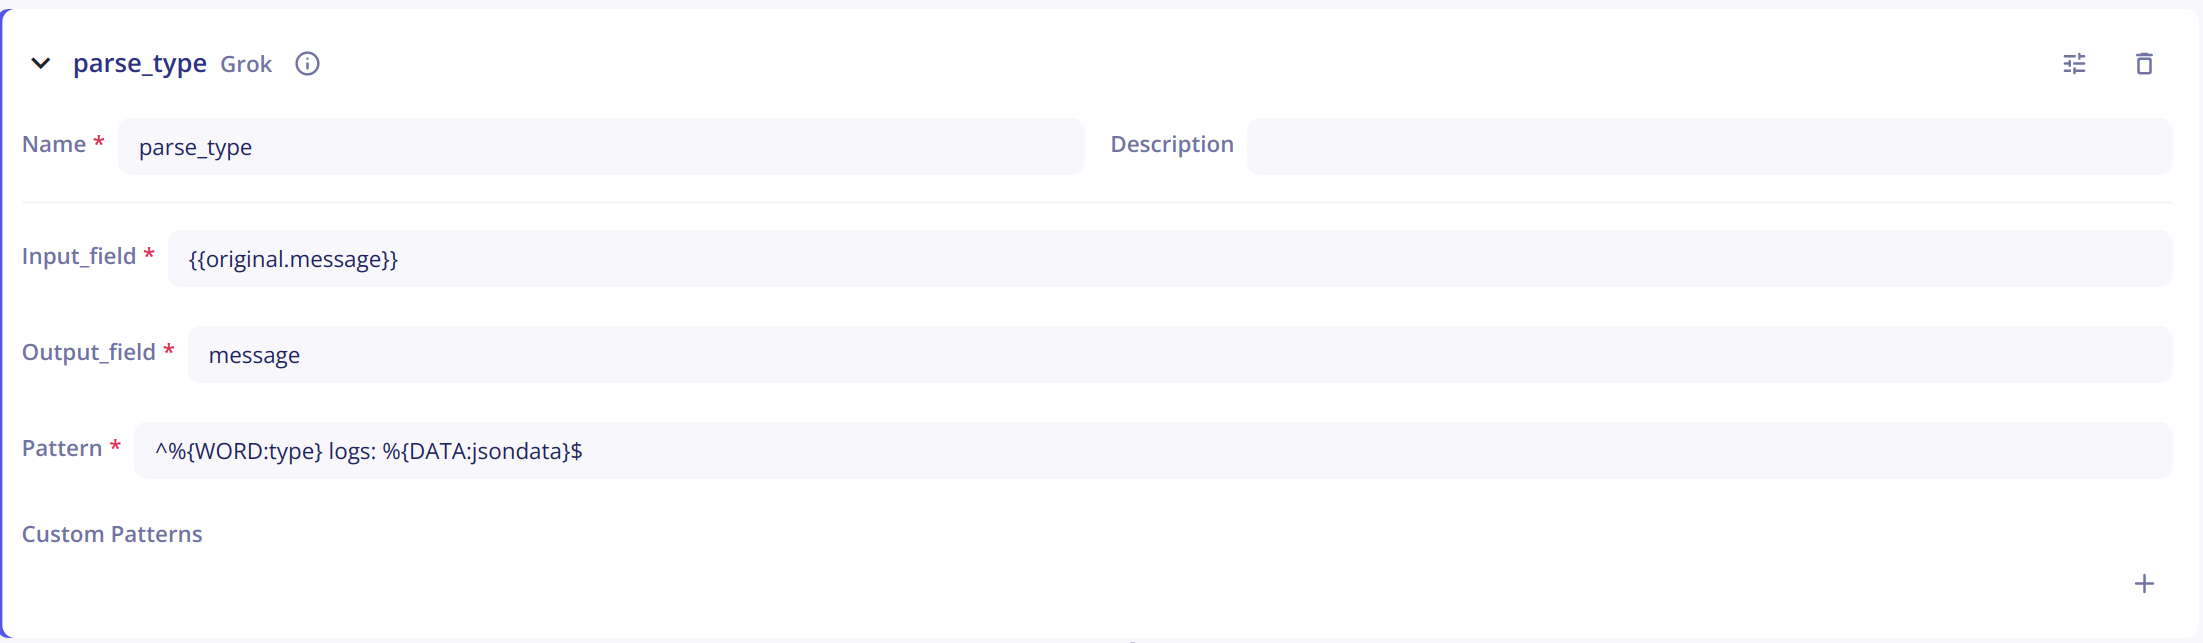 parse_type Grok
Name * parse_type Description
Input_field * {{original.message}}
Output_field * message
Pattern * ^%{WORD:type} logs: %{DATA:jsondata}$
Custom Patterns